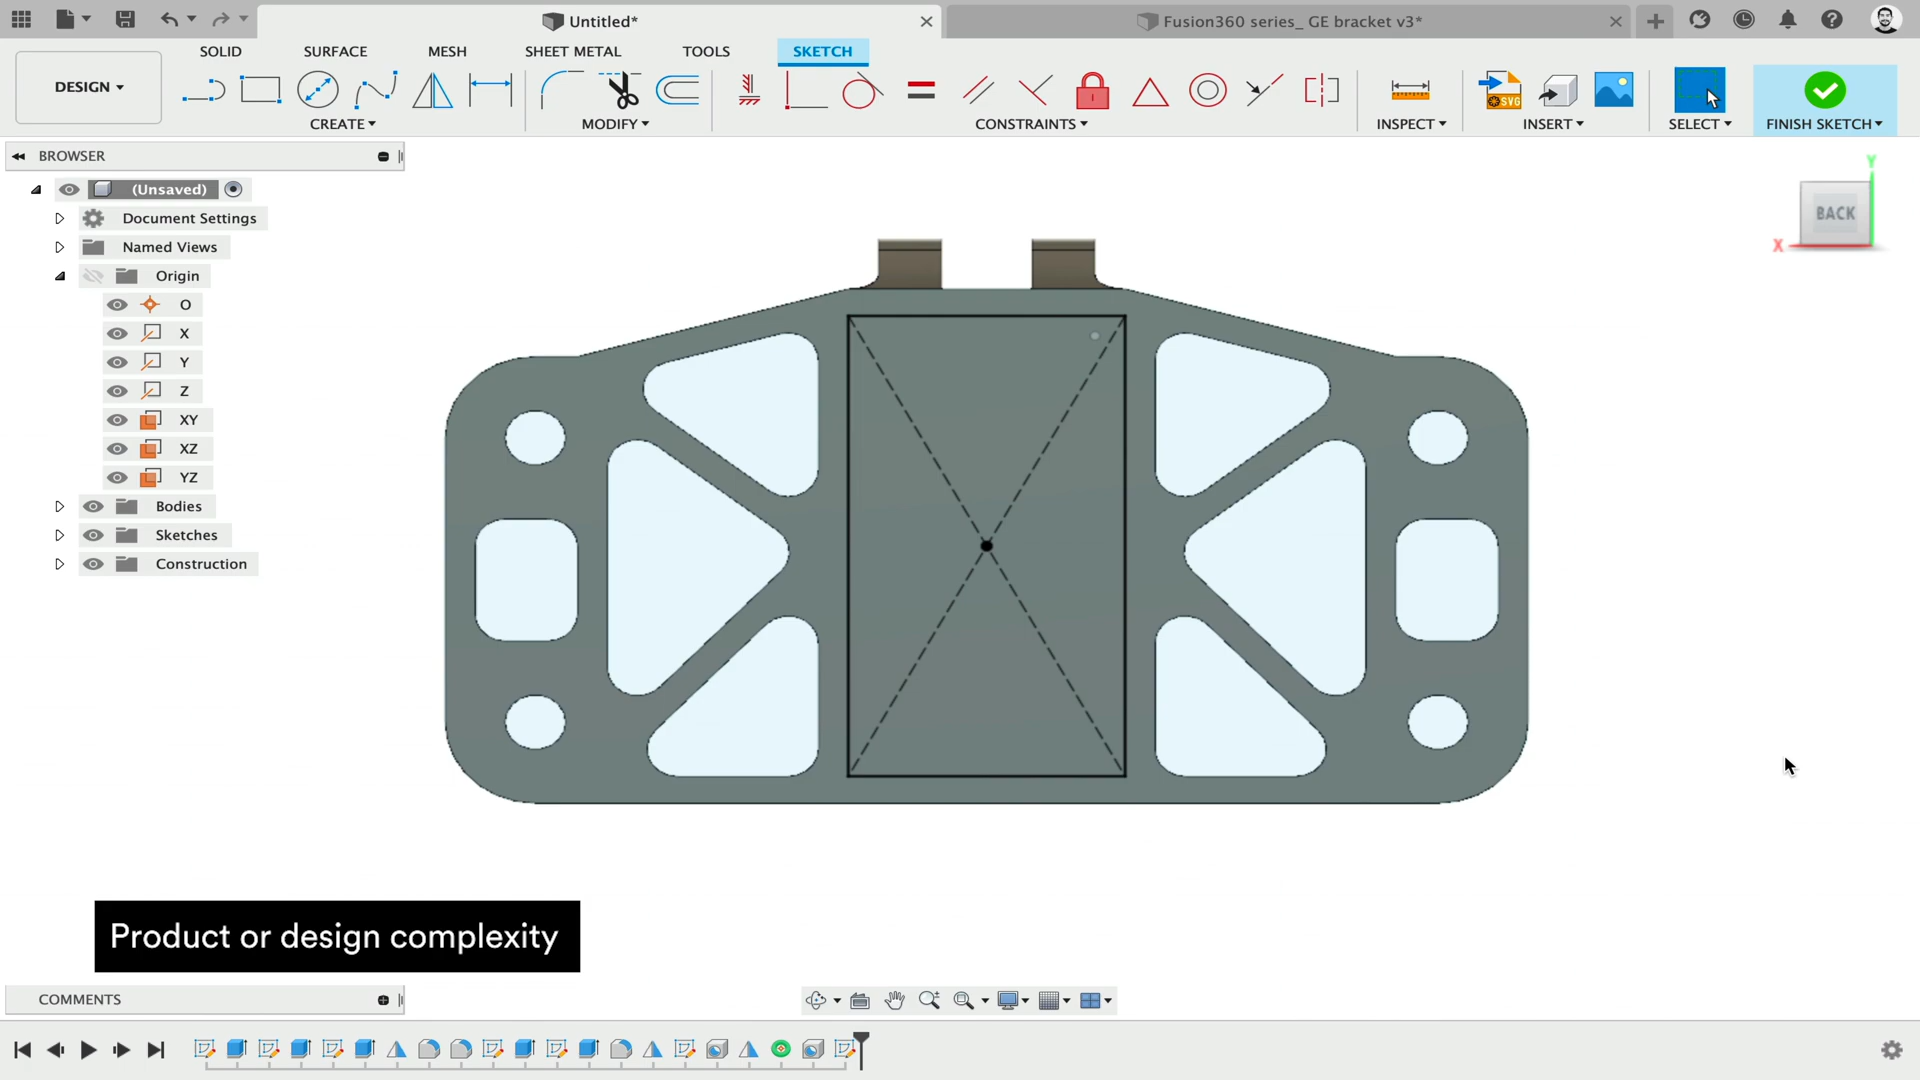 Untitled*
Fusion360 series_ GE bracket v3*
SOLID
SURFACE
MESH
SHEET METAL
TOOLS
SKETCH
DESIGN
CREATE
MODIFY
CONSTRAINTS
INSPECT
SVG
INSERT
SELECT
FINISH SKETCH
BROWSER
(Unsaved)
Document Settings
Named Views
Origin
O
X
Y
Z
XY
XZ
YZ
Bodies
Sketches
Construction
Y
BACK
X
Product or design complexity
COMMENTS